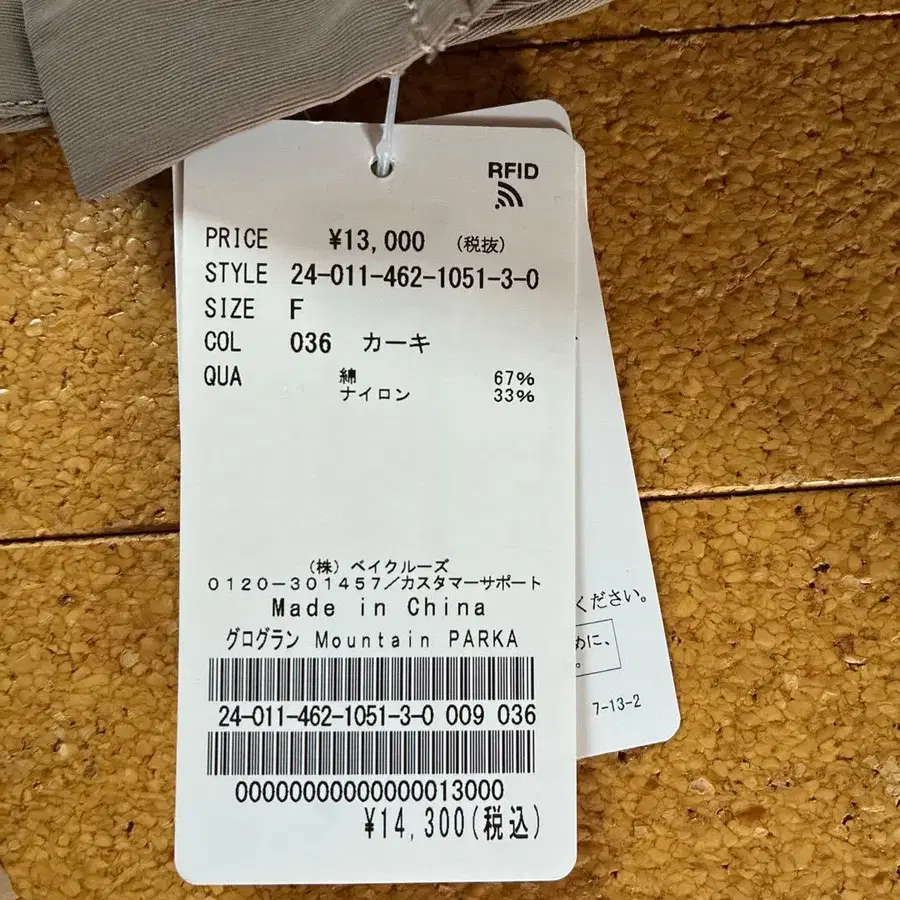 RFID
PRICE ¥13,000 (税抜)
STYLE 24-011-462-1051-3-0
SIZE F
COL 036 カーキ
QUA 綿 67%
ナイロン 33%
(株)ベイクルーズ
0120-301457/カスタマーサポート
Made in China
グログラン Mountain PARKA
24-011-462-1051-3-0 009 036
00000000000000013000
¥14,300(税込)
ください。
めに、
。
7-13-2